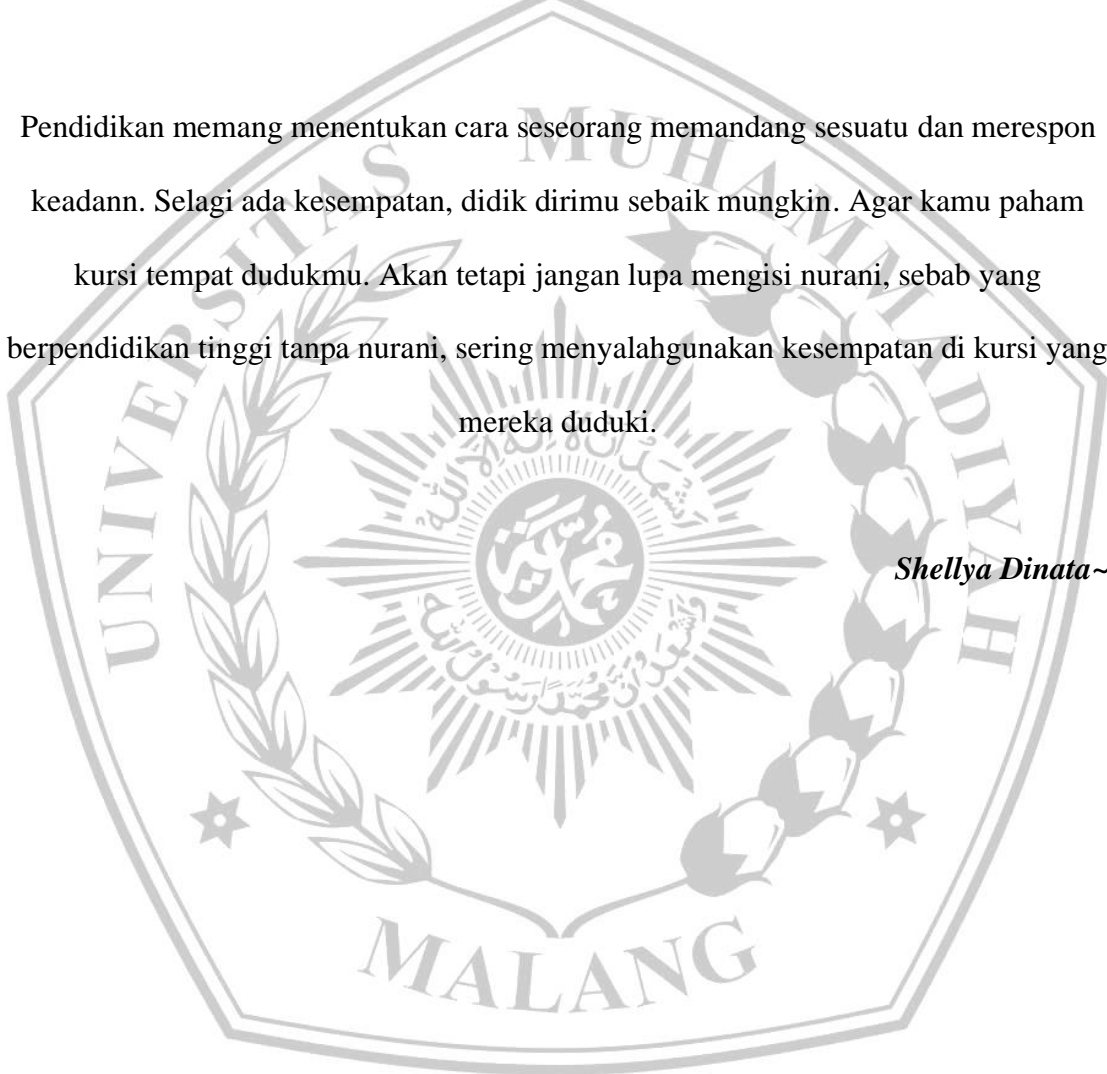 Pendidikan memang menentukan cara seseorang memandang sesuatu dan merespon
keadann. Selagi ada kesempatan, didik dirimu sebaik mungkin. Agar kamu paham
kursi tempat dudukmu. Akan tetapi jangan lupa mengisi nurani, sebab yang
berpendidikan tinggi tanpa nurani, sering menyalahgunakan kesempatan di kursi yang
mereka duduki.
Shellya Dinata~
UNIVERSITAS MUHAMMADIYAH
MALANG